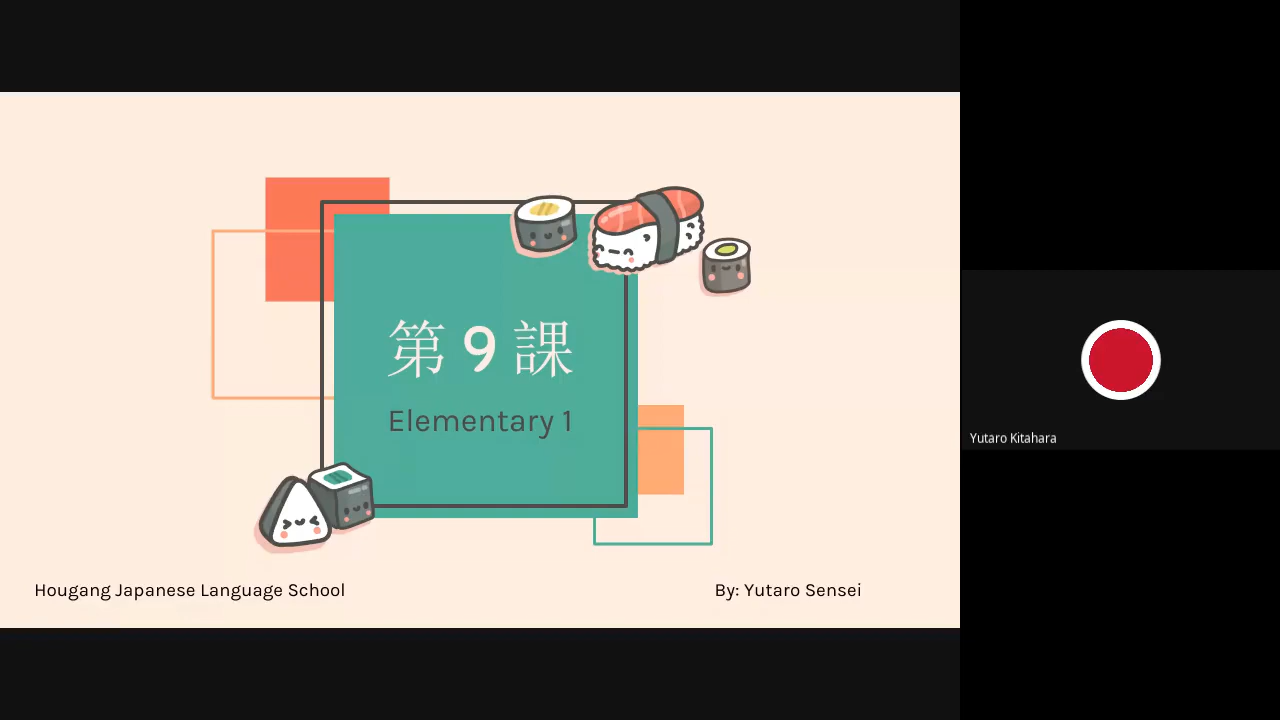 第 9 課
Elementary 1
Hougang Japanese Language School
By: Yutaro Sensei
Yutaro Kitahara